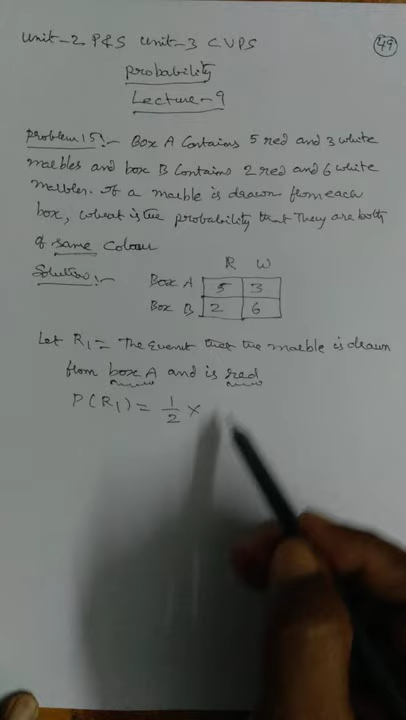 Unit-2 P&S Unit-3 CVPS
49
Probability
Lecture-9
Problem 15:- Box A Contains 5 red and 3 white
marbles and box B Contains 2 red and 6 white
Marbles. If a marble is drawn from each
box, what is the probability that They are both
of same Colour
Solution:-
R W
Box A 5 3
Box B 2 6
Let R1 = The Event that the marble is drawn
from box A and is red
P(R1) = 1/2 ×